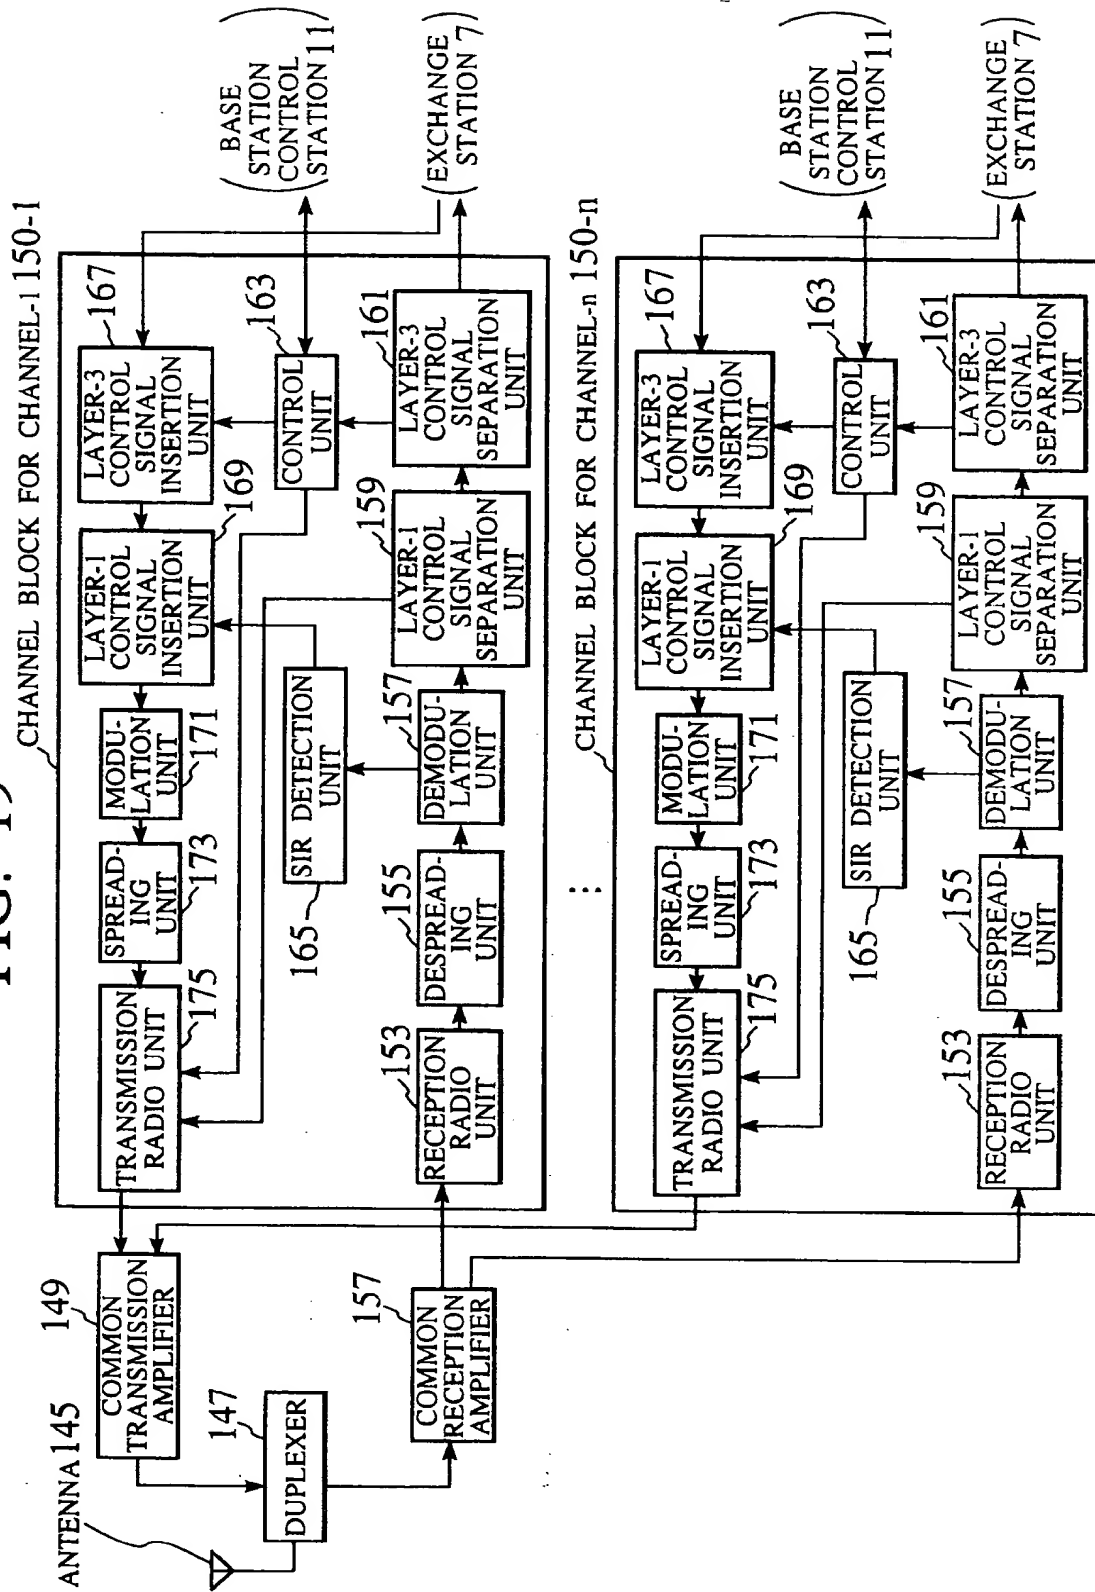 FIG. 19
ANTENNA 145
147
DUPLEXER
149
COMMON
TRANSMISSION
AMPLIFIER
157
COMMON
RECEPTION
AMPLIFIER
CHANNEL BLOCK FOR CHANNEL-1 150-1
TRANSMISSION
RADIO UNIT
175
SPREAD-
ING
UNIT
173
MODU-
LATION
UNIT
171
LAYER-1
CONTROL
SIGNAL
INSERTION
UNIT
169
LAYER-3
CONTROL
SIGNAL
INSERTION
UNIT
167
165
SIR DETECTION
UNIT
CONTROL
UNIT
163
RECEPTION
RADIO
UNIT
153
DESPREAD-
ING
UNIT
155
DEMODU-
LATION
UNIT
157
LAYER-1
CONTROL
SIGNAL
SEPARATION
UNIT
159
LAYER-3
CONTROL
SIGNAL
SEPARATION
UNIT
161
(BASE
STATION
CONTROL
STATION 11)
(EXCHANGE
STATION 7)
CHANNEL BLOCK FOR CHANNEL-n 150-n
TRANSMISSION
RADIO UNIT
175
SPREAD-
ING
UNIT
173
MODU-
LATION
UNIT
171
LAYER-1
CONTROL
SIGNAL
INSERTION
UNIT
169
LAYER-3
CONTROL
SIGNAL
INSERTION
UNIT
167
165
SIR DETECTION
UNIT
CONTROL
UNIT
163
RECEPTION
RADIO
UNIT
153
DESPREAD-
ING
UNIT
155
DEMODU-
LATION
UNIT
157
LAYER-1
CONTROL
SIGNAL
SEPARATION
UNIT
159
LAYER-3
CONTROL
SIGNAL
SEPARATION
UNIT
161
(BASE
STATION
CONTROL
STATION 11)
(EXCHANGE
STATION 7)